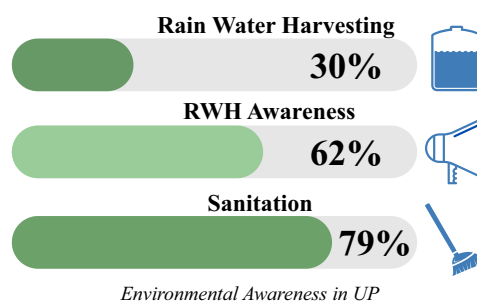 Rain Water Harvesting
30%
RWH Awareness
62%
Sanitation
79%
Environmental Awareness in UP